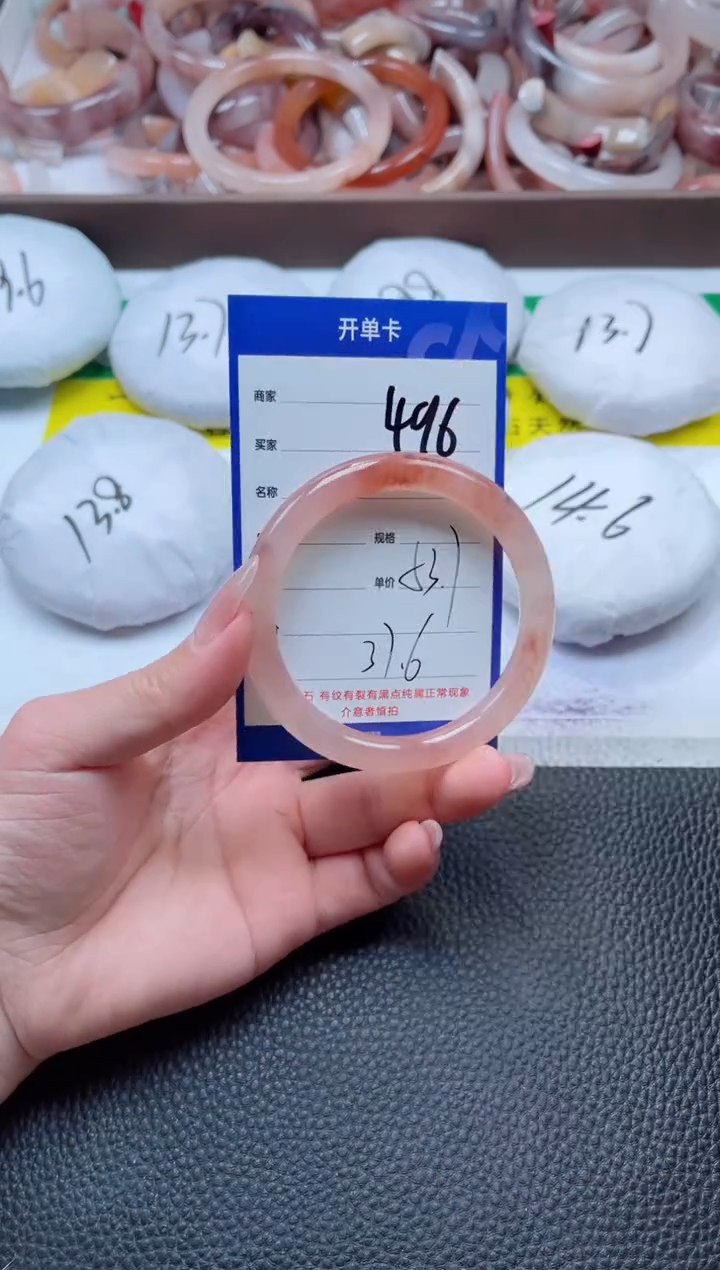 9.6
13.7
13.7
13.8
14.6
开单卡
商家
496
买家
名称
规格
单价 53.7
37.6
石 有纹有裂有黑点纯属正常现象
介意者慎拍